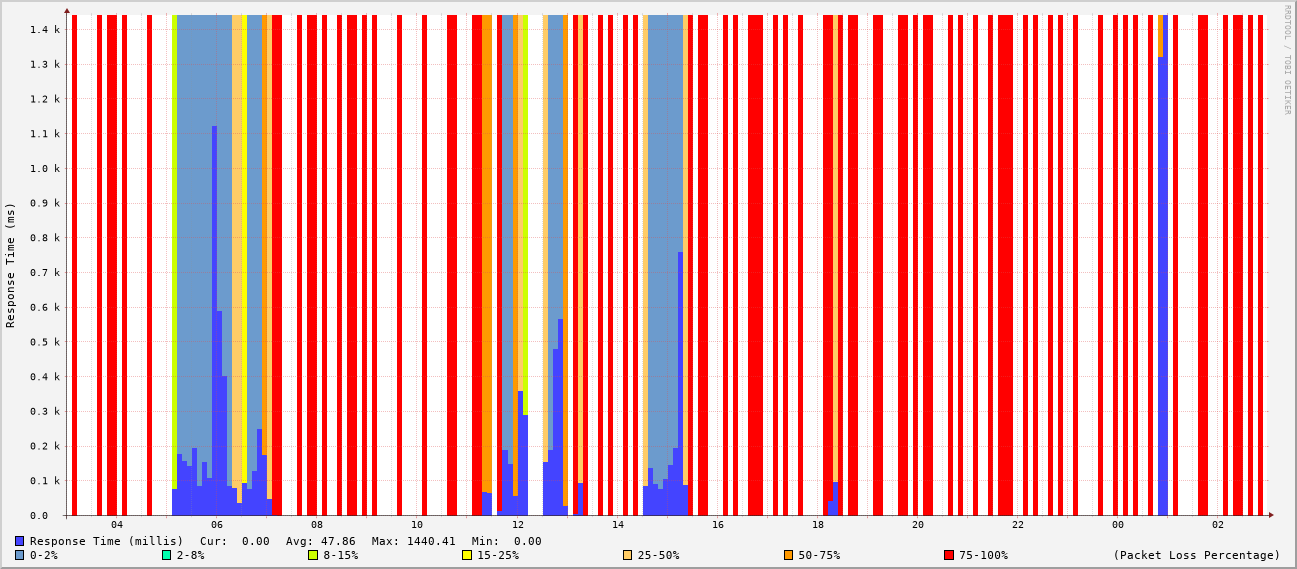 RRDTOOL / TOBI OETIKER
Response Time (ms)
1.4 k
1.3 k
1.2 k
1.1 k
1.0 k
0.9 k
0.8 k
0.7 k
0.6 k
0.5 k
0.4 k
0.3 k
0.2 k
0.1 k
0.0
04 06 08 10 12 14 16 18 20 22 00 02
Response Time (millis) Cur: 0.00 Avg: 47.86 Max: 1440.41 Min: 0.00
0-2% 2-8% 8-15% 15-25% 25-50% 50-75% 75-100% (Packet Loss Percentage)